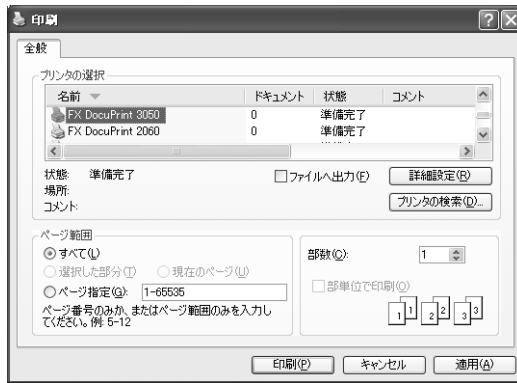 印刷
全般
プリンタの選択
名前 ドキュメント 状態 コメント
FX DocuPrint 3050 0 準備完了
FX DocuPrint 2060 0 準備完了
状態: 準備完了
場所:
コメント:
ファイルへ出力(F)
詳細設定(R)
プリンタの検索(D)...
ページ範囲
すべて(L)
選択した部分(T) 現在のページ(U)
ページ指定(G): 1-65535
ページ番号のみか、またはページ範囲のみを入力し
てください。例: 5-12
部数(C): 1
部単位で印刷(O)
1 1 2 2 3 3
印刷(P) キャンセル 適用(A)